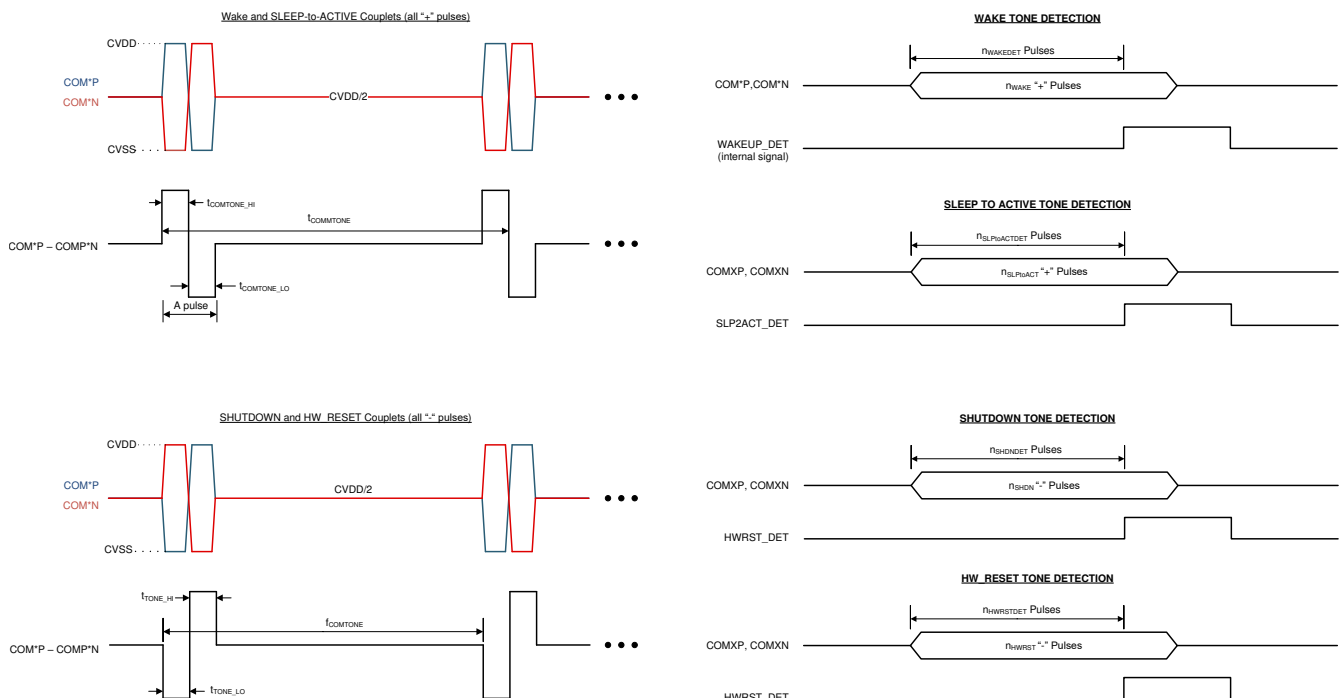 Wake and SLEEP-to-ACTIVE Couplets (all "+" pulses)
CVDD
COM*P
COM*N
CVDD/2
CVSS
tCOMTONE_HI
tCOMMTONE
COM*P – COMP*N
tCOMTONE_LO
A pulse
WAKE TONE DETECTION
nWAKEDET Pulses
COM*P,COM*N
nWAKE "+" Pulses
WAKEUP_DET
(internal signal)
SLEEP TO ACTIVE TONE DETECTION
nSLPtoACTDET Pulses
COMXP, COMXN
nSLPtoACT "+" Pulses
SLP2ACT_DET
SHUTDOWN and HW_RESET Couplets (all "-" pulses)
CVDD
COM*P
COM*N
CVDD/2
CVSS
tTONE_HI
fCOMTONE
COM*P – COMP*N
tTONE_LO
SHUTDOWN TONE DETECTION
nSHDNDET Pulses
COMXP, COMXN
nSHDN "-" Pulses
HWRST_DET
HW_RESET TONE DETECTION
nHWRSTDET Pulses
COMXP, COMXN
nHWRST "-" Pulses
HWRST_DET